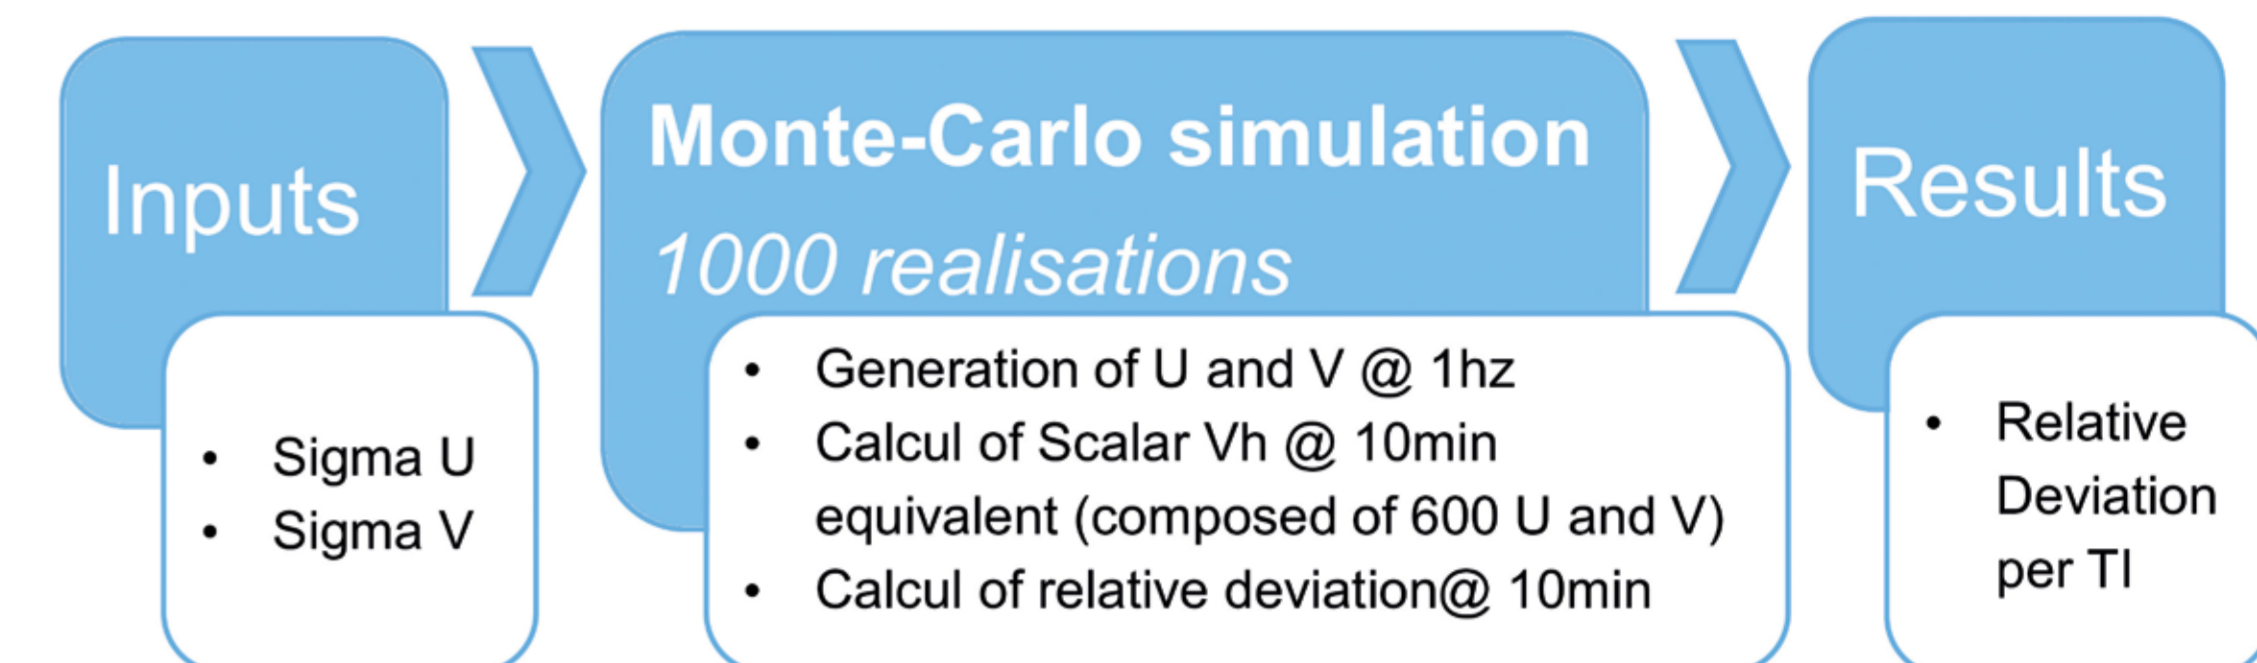 Inputs
• Sigma U
• Sigma V
Monte-Carlo simulation
1000 realisations
• Generation of U and V @ 1hz
• Calcul of Scalar Vh @ 10min
equivalent (composed of 600 U and V)
• Calcul of relative deviation@ 10min
Results
• Relative
Deviation
per TI